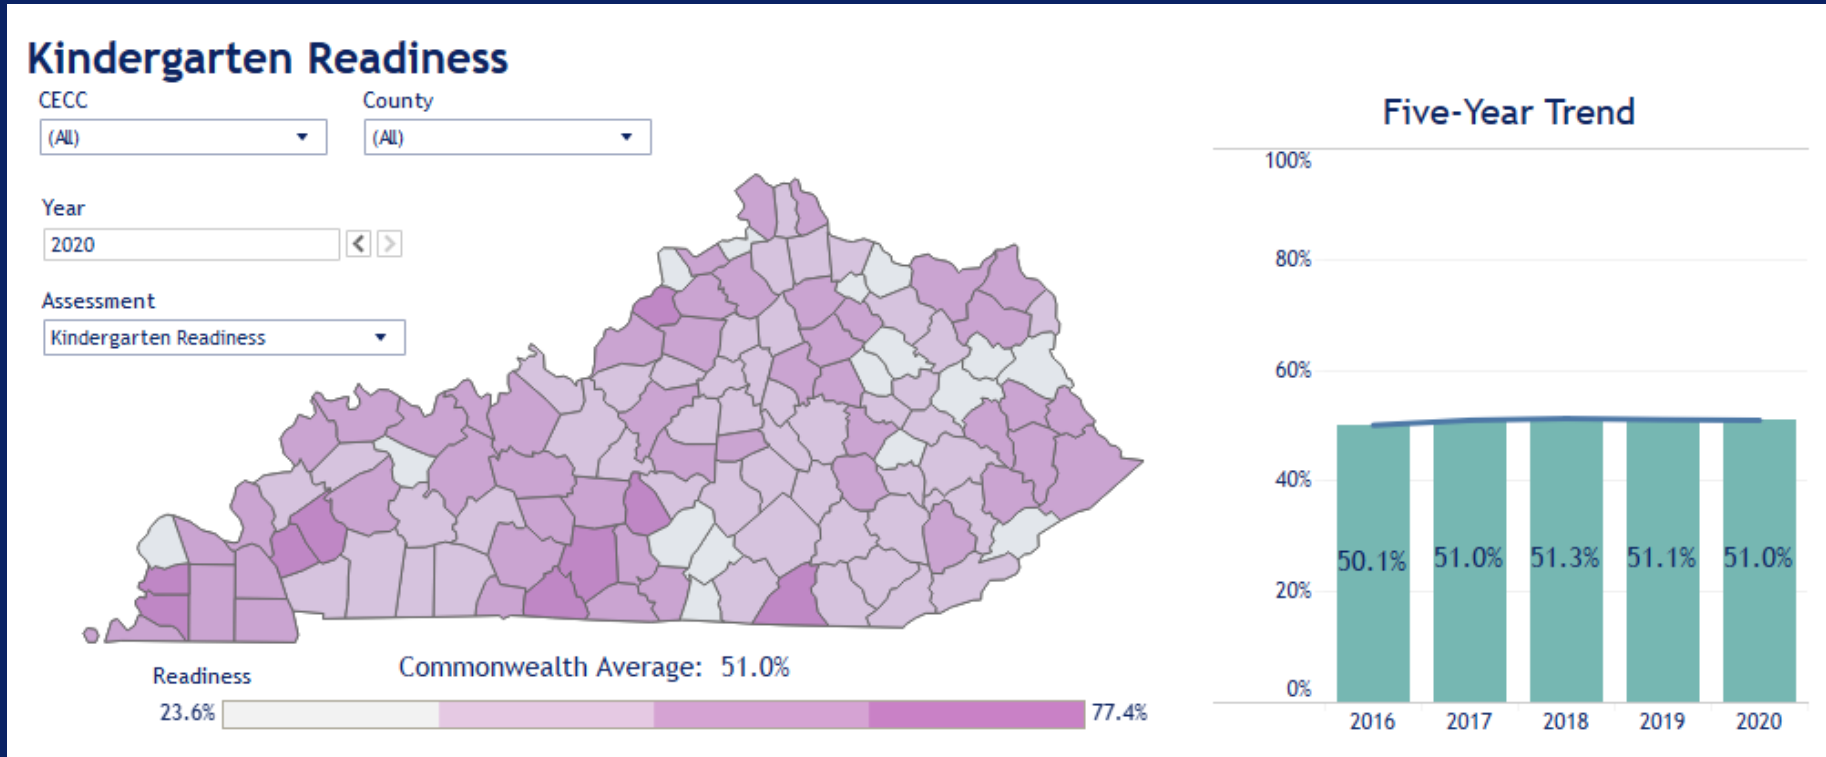 Kindergarten Readiness
CECC
County
(All)
(All)
Year
2020
Assessment
Kindergarten Readiness
Commonwealth Average: 51.0%
Readiness
23.6%
77.4%
Five-Year Trend
100%
80%
60%
40%
20%
0%
50.1% 51.0% 51.3% 51.1% 51.0%
2016 2017 2018 2019 2020